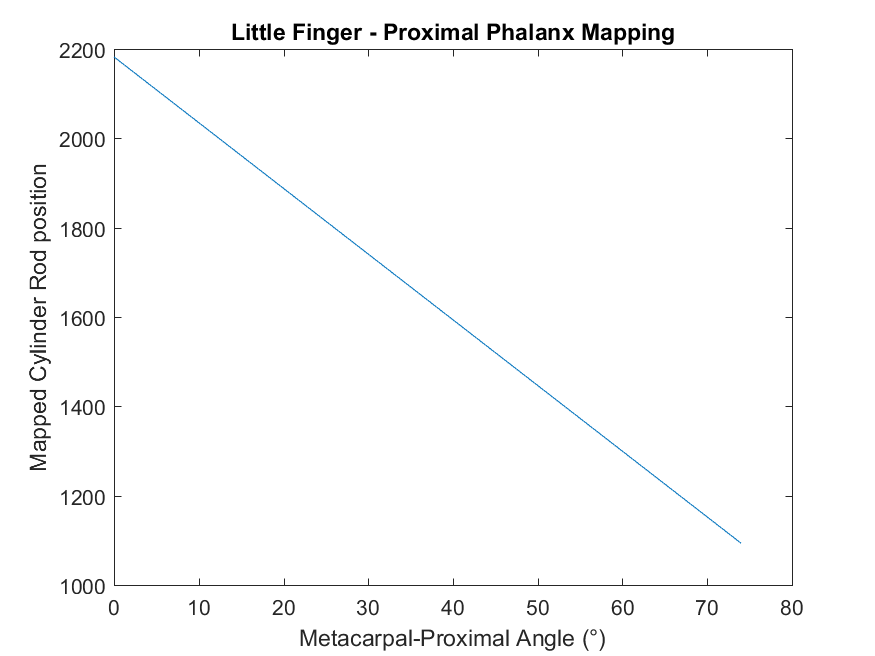 Little Finger - Proximal Phalanx Mapping
2200
2000
1800
1600
1400
1200
1000
Mapped Cylinder Rod position
0 10 20 30 40 50 60 70 80
Metacarpal-Proximal Angle (°)